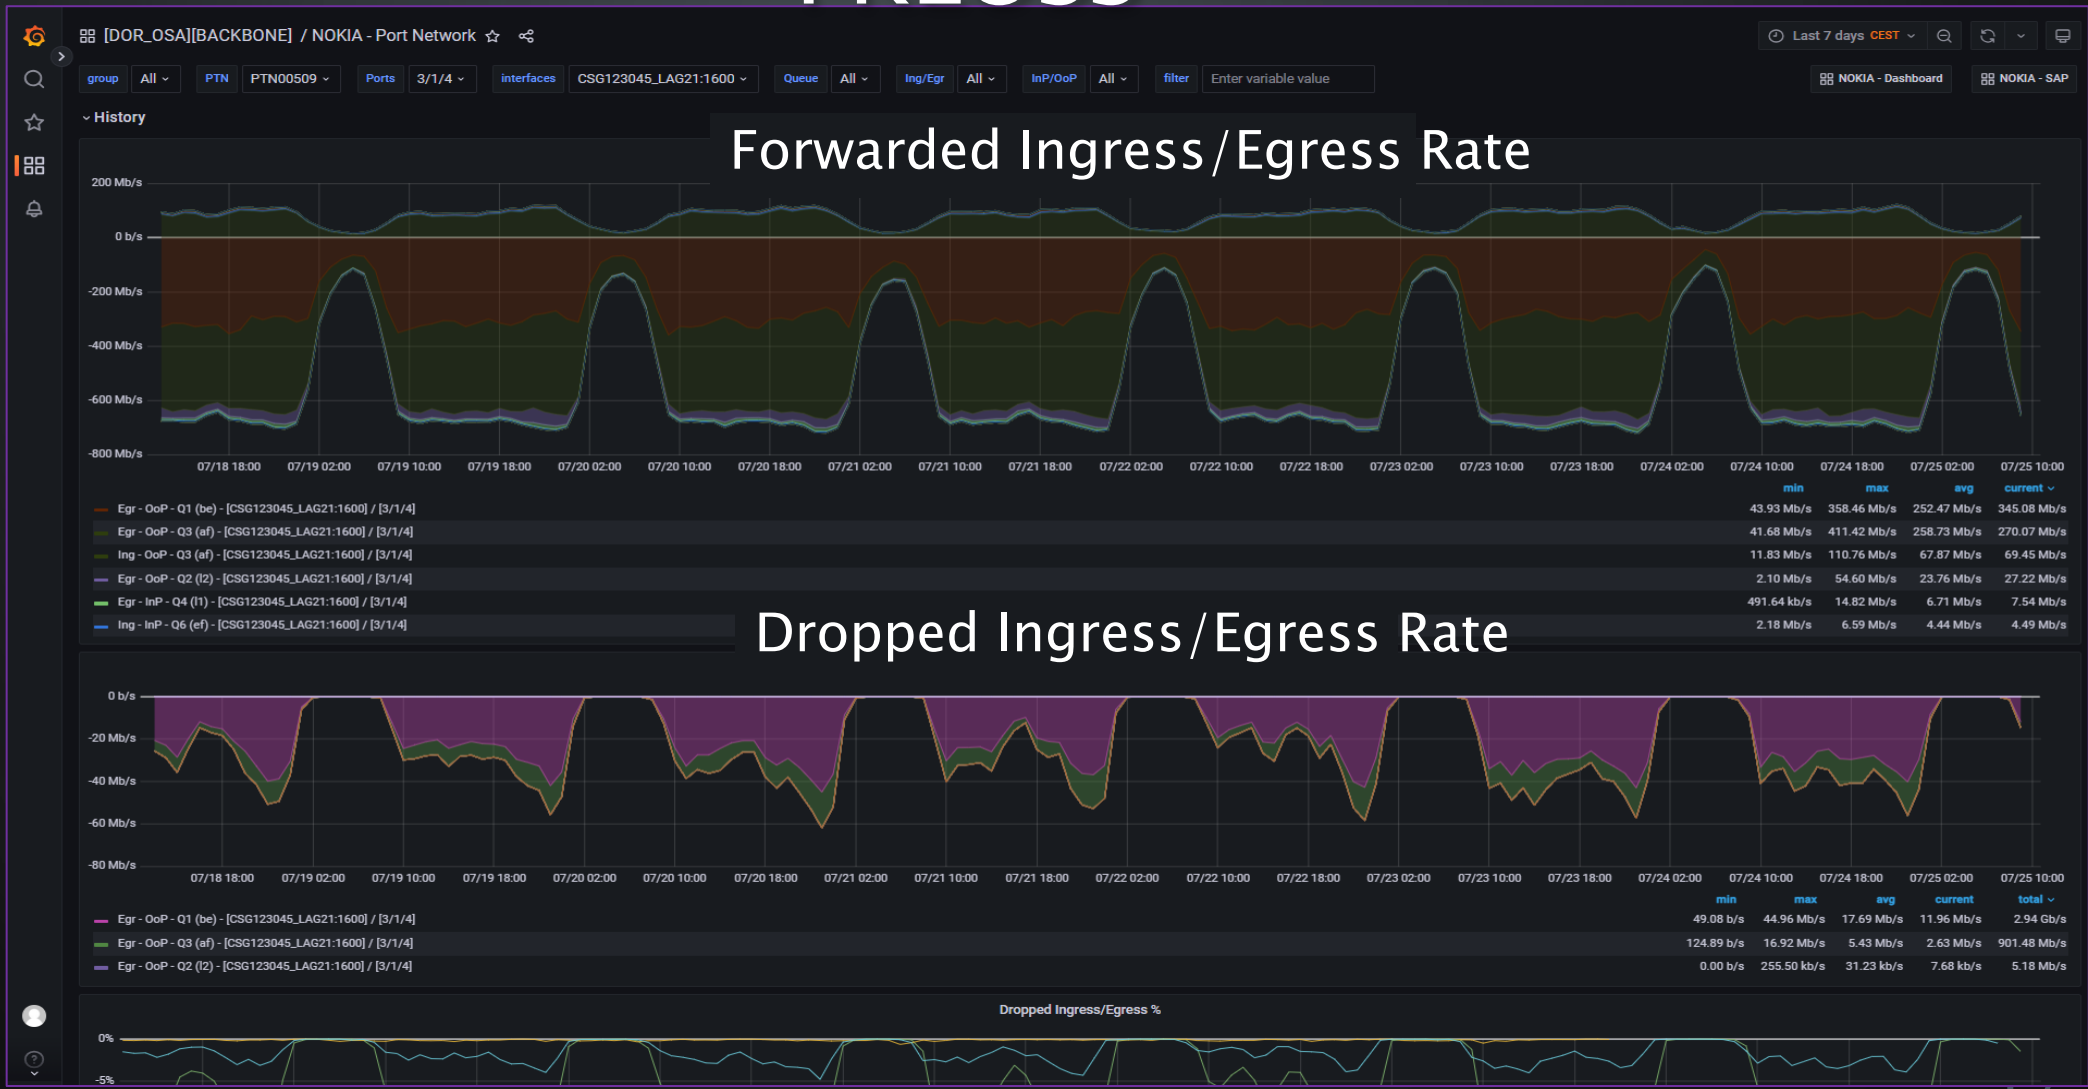 [DOR_OSA][BACKBONE] / NOKIA - Port Network
Last 7 days CEST
group All PTN PTN00509 Ports 3/1/4 interfaces CSG123045_LAG21:1600 Queue All Ing/Egr All InP/OoP All filter Enter variable value NOKIA - Dashboard NOKIA - SAP
History
Forwarded Ingress/Egress Rate
200 Mb/s
0 b/s
-200 Mb/s
-400 Mb/s
-600 Mb/s
-800 Mb/s
07/18 18:00 07/19 02:00 07/19 10:00 07/19 18:00 07/20 02:00 07/20 10:00 07/20 18:00 07/21 02:00 07/21 10:00 07/21 18:00 07/22 02:00 07/22 10:00 07/22 18:00 07/23 02:00 07/23 10:00 07/23 18:00 07/24 02:00 07/24 10:00 07/24 18:00 07/25 02:00 07/25 10:00
min max avg current
Egr - OoP - Q1 (be) - [CSG123045_LAG21:1600] / [3/1/4] 43.93 Mb/s 358.46 Mb/s 252.47 Mb/s 345.08 Mb/s
Egr - OoP - Q3 (af) - [CSG123045_LAG21:1600] / [3/1/4] 41.68 Mb/s 411.42 Mb/s 258.73 Mb/s 270.07 Mb/s
Ing - OoP - Q3 (af) - [CSG123045_LAG21:1600] / [3/1/4] 11.83 Mb/s 110.76 Mb/s 67.87 Mb/s 69.45 Mb/s
Egr - OoP - Q2 (l2) - [CSG123045_LAG21:1600] / [3/1/4] 2.10 Mb/s 54.60 Mb/s 23.76 Mb/s 27.22 Mb/s
Egr - InP - Q4 (l1) - [CSG123045_LAG21:1600] / [3/1/4] 491.64 kb/s 14.82 Mb/s 6.71 Mb/s 7.54 Mb/s
Ing - InP - Q6 (ef) - [CSG123045_LAG21:1600] / [3/1/4] 2.18 Mb/s 6.59 Mb/s 4.44 Mb/s 4.49 Mb/s
Dropped Ingress/Egress Rate
0 b/s
-20 Mb/s
-40 Mb/s
-60 Mb/s
-80 Mb/s
07/18 18:00 07/19 02:00 07/19 10:00 07/19 18:00 07/20 02:00 07/20 10:00 07/20 18:00 07/21 02:00 07/21 10:00 07/21 18:00 07/22 02:00 07/22 10:00 07/22 18:00 07/23 02:00 07/23 10:00 07/23 18:00 07/24 02:00 07/24 10:00 07/24 18:00 07/25 02:00 07/25 10:00
min max avg current total
Egr - OoP - Q1 (be) - [CSG123045_LAG21:1600] / [3/1/4] 49.08 b/s 44.96 Mb/s 17.69 Mb/s 11.96 Mb/s 2.94 Gb/s
Egr - OoP - Q3 (af) - [CSG123045_LAG21:1600] / [3/1/4] 124.89 b/s 16.92 Mb/s 5.43 Mb/s 2.63 Mb/s 901.48 Mb/s
Egr - OoP - Q2 (l2) - [CSG123045_LAG21:1600] / [3/1/4] 0.00 b/s 255.50 kb/s 31.23 kb/s 7.68 kb/s 5.18 Mb/s
Dropped Ingress/Egress %
0%
-5%